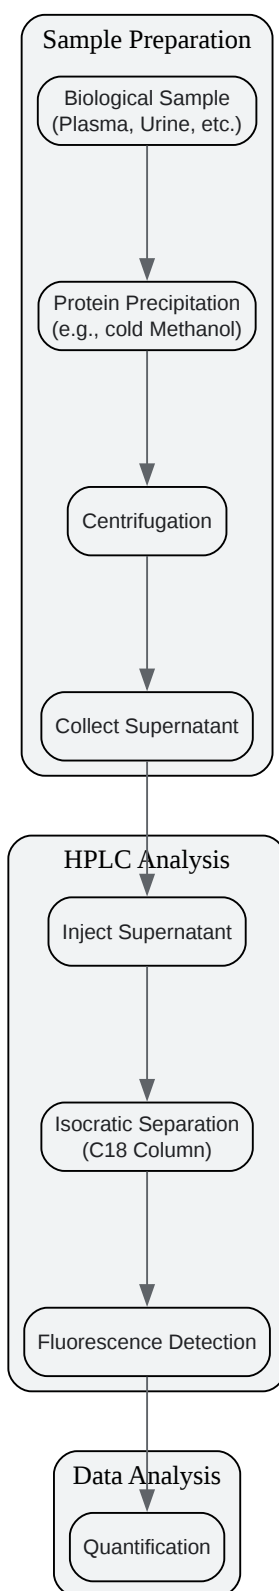 Sample Preparation
Biological Sample
(Plasma, Urine, etc.)
Protein Precipitation
(e.g., cold Methanol)
Centrifugation
Collect Supernatant
HPLC Analysis
Inject Supernatant
Isocratic Separation
(C18 Column)
Fluorescence Detection
Data Analysis
Quantification